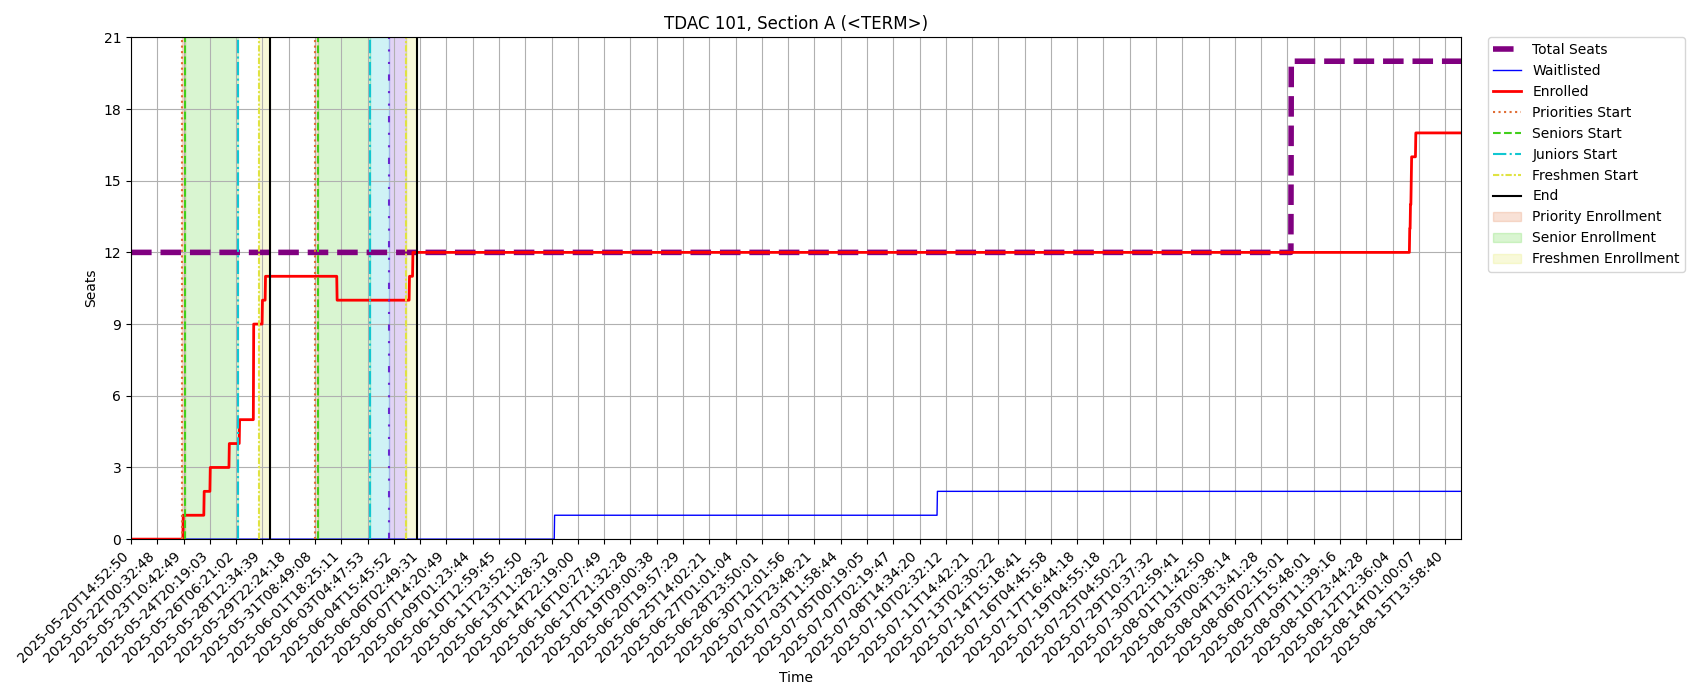 TDAC 101, Section A (<TERM>)
21
18
15
12
9
6
3
0
Seats
2025-05-20T14:52:50
2025-05-22T00:32:48
2025-05-23T10:42:49
2025-05-24T20:19:03
2025-05-26T06:21:02
2025-05-28T12:34:39
2025-05-29T22:24:18
2025-05-31T08:49:08
2025-06-01T18:25:11
2025-06-03T04:47:53
2025-06-04T15:45:52
2025-06-06T02:49:31
2025-06-07T14:20:49
2025-06-09T01:23:44
2025-06-10T12:59:45
2025-06-11T23:52:50
2025-06-13T11:28:32
2025-06-14T22:19:00
2025-06-16T10:27:49
2025-06-17T21:32:28
2025-06-19T09:00:38
2025-06-20T19:57:29
2025-06-25T14:02:21
2025-06-27T01:01:04
2025-06-28T23:50:01
2025-06-30T12:01:56
2025-07-01T23:48:21
2025-07-03T11:58:44
2025-07-05T00:19:05
2025-07-07T02:19:47
2025-07-08T14:34:20
2025-07-10T02:32:12
2025-07-11T14:42:21
2025-07-13T02:30:22
2025-07-14T15:18:41
2025-07-16T04:45:58
2025-07-17T16:44:18
2025-07-19T04:55:18
2025-07-25T04:50:22
2025-07-29T10:37:32
2025-07-30T22:59:41
2025-08-01T11:42:50
2025-08-03T00:38:14
2025-08-04T13:41:28
2025-08-06T02:15:01
2025-08-07T15:48:01
2025-08-09T11:39:16
2025-08-10T23:44:28
2025-08-12T12:36:04
2025-08-14T01:00:07
2025-08-15T13:58:40
Time
Total Seats
Waitlisted
Enrolled
Priorities Start
Seniors Start
Juniors Start
Freshmen Start
End
Priority Enrollment
Senior Enrollment
Freshmen Enrollment